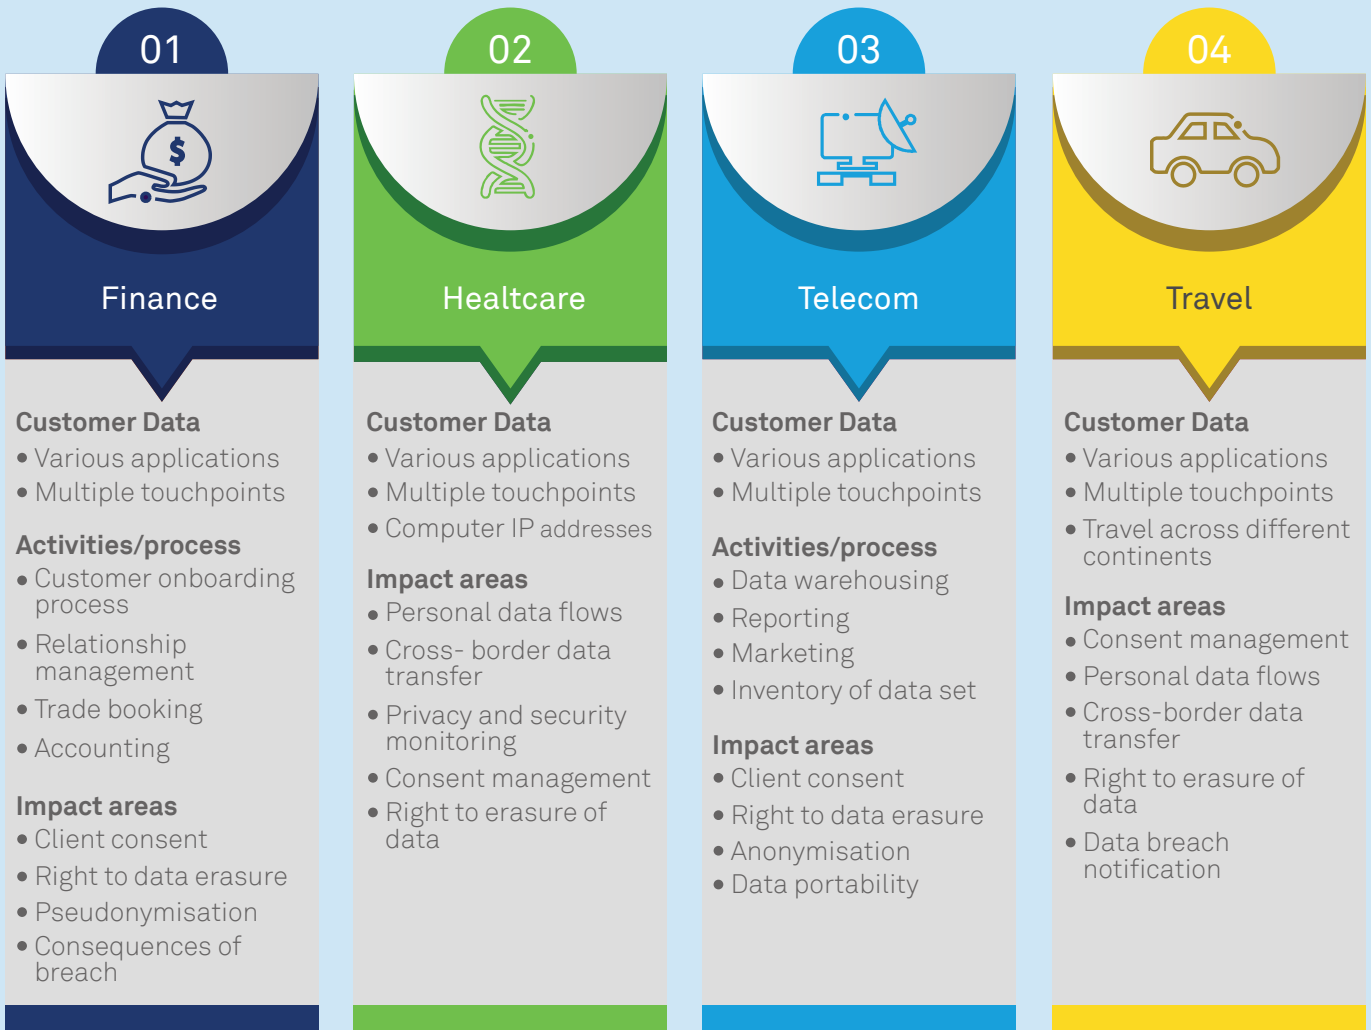 01
$
Finance
Customer Data
• Various applications
• Multiple touchpoints
Activities/process
• Customer onboarding
process
• Relationship
management
• Trade booking
• Accounting
Impact areas
• Client consent
• Right to data erasure
• Pseudonymisation
• Consequences of
breach
02
Healtcare
Customer Data
• Various applications
• Multiple touchpoints
• Computer IP addresses
Impact areas
• Personal data flows
• Cross- border data
transfer
• Privacy and security
monitoring
• Consent management
• Right to erasure of
data
03
Telecom
Customer Data
• Various applications
• Multiple touchpoints
Activities/process
• Data warehousing
• Reporting
• Marketing
• Inventory of data set
Impact areas
• Client consent
• Right to data erasure
• Anonymisation
• Data portability
04
Travel
Customer Data
• Various applications
• Multiple touchpoints
• Travel across different
continents
Impact areas
• Consent management
• Personal data flows
• Cross-border data
transfer
• Right to erasure of
data
• Data breach
notification